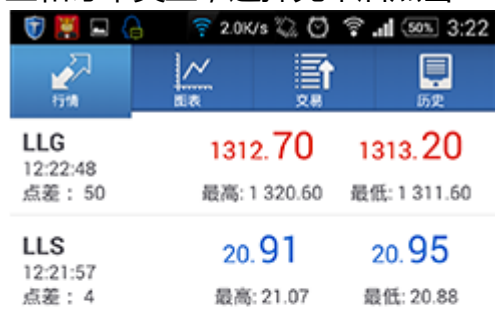 2.0K/s 50% 3:22
行情 图表 交易 历史
LLG
12:22:48
点差： 50
1312.70 1313.20
最高: 1 320.60 最低: 1 311.60
LLS
12:21:57
点差： 4
20.91 20.95
最高: 21.07 最低: 20.88